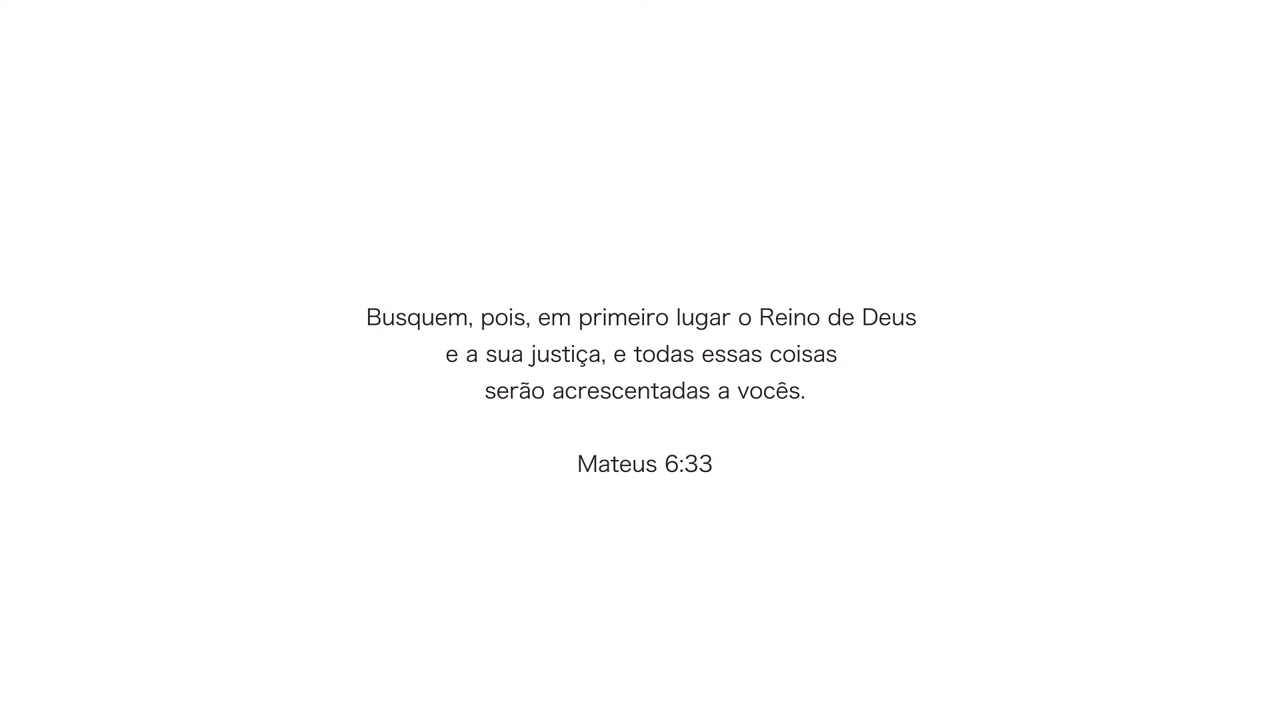 Busquem, pois, em primeiro lugar o Reino de Deus
e a sua justiça, e todas essas coisas
serão acrescentadas a vocês.
Mateus 6:33